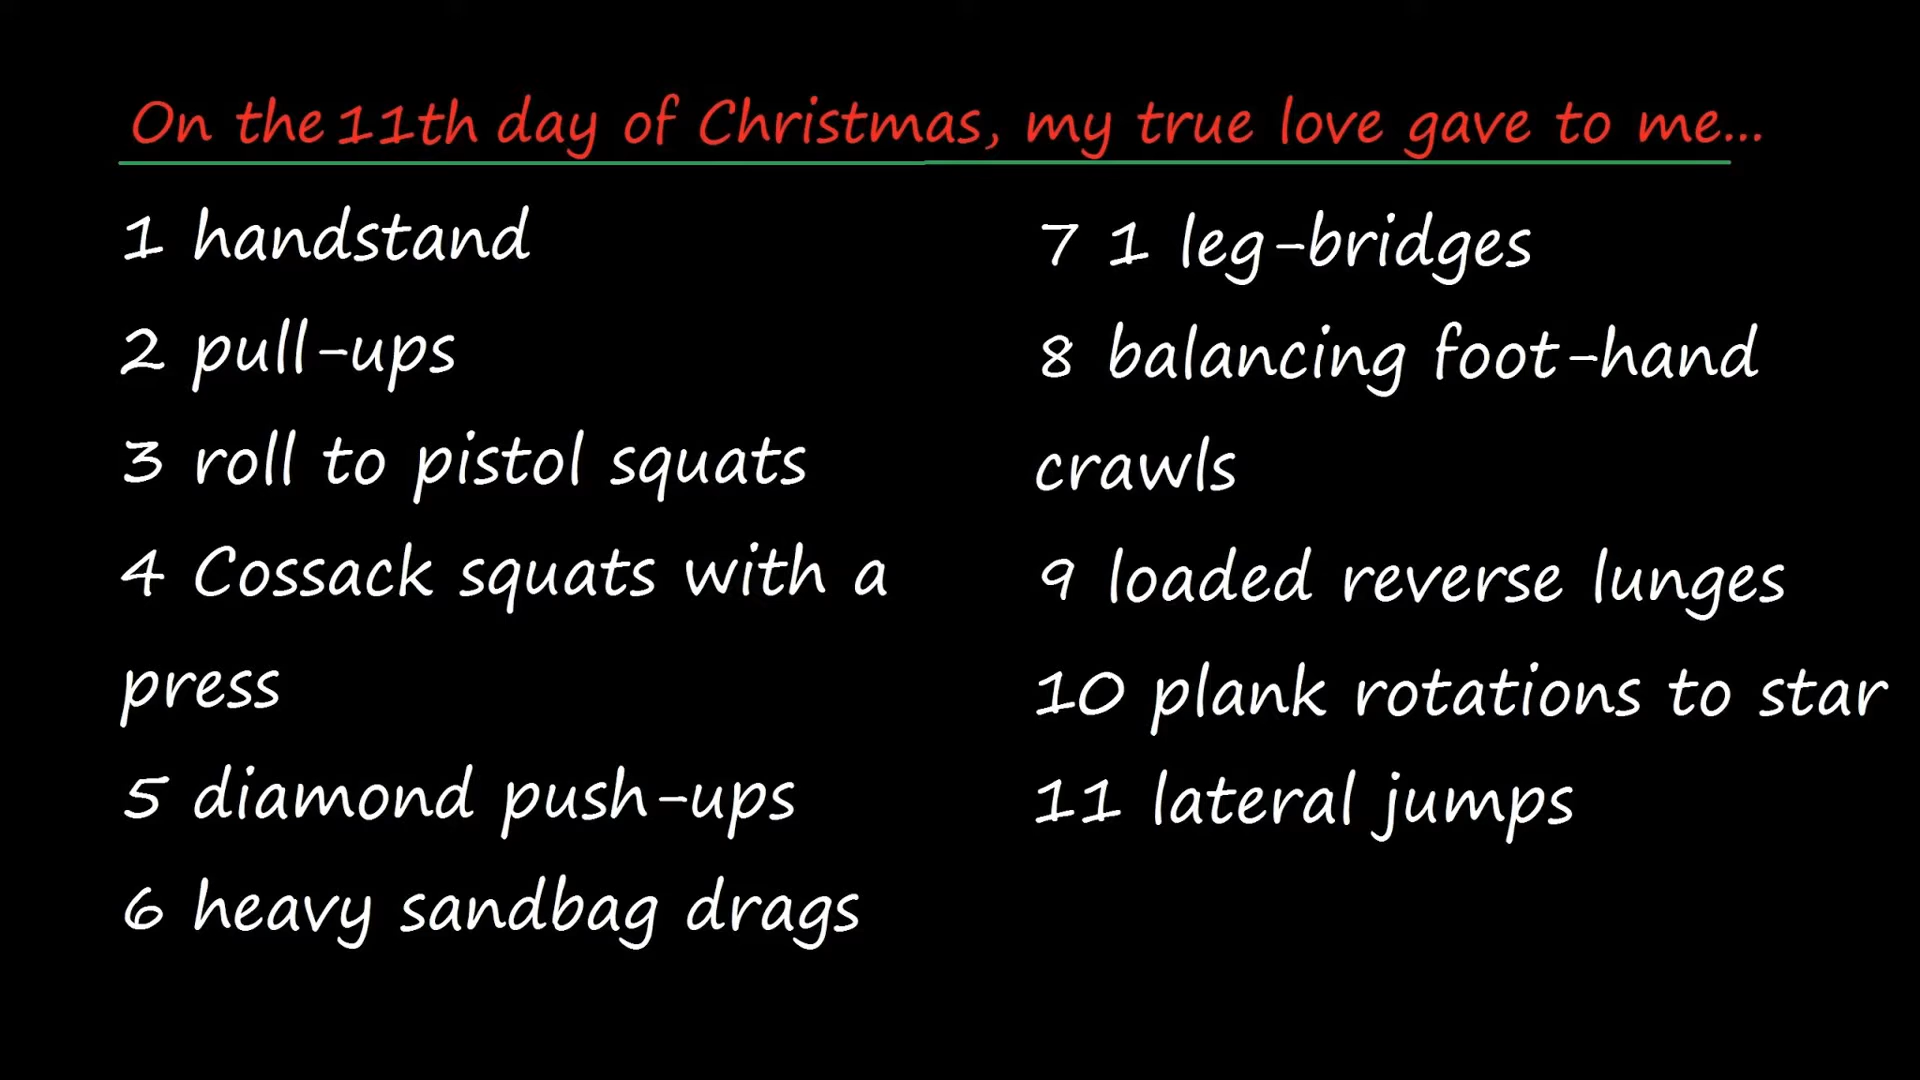 On the 11th day of Christmas, my true love gave to me...
1 handstand
2 pull-ups
3 roll to pistol squats
4 Cossack squats with a
press
5 diamond push-ups
6 heavy sandbag drags
7 1 leg-bridges
8 balancing foot-hand
crawls
9 loaded reverse lunges
10 plank rotations to star
11 lateral jumps